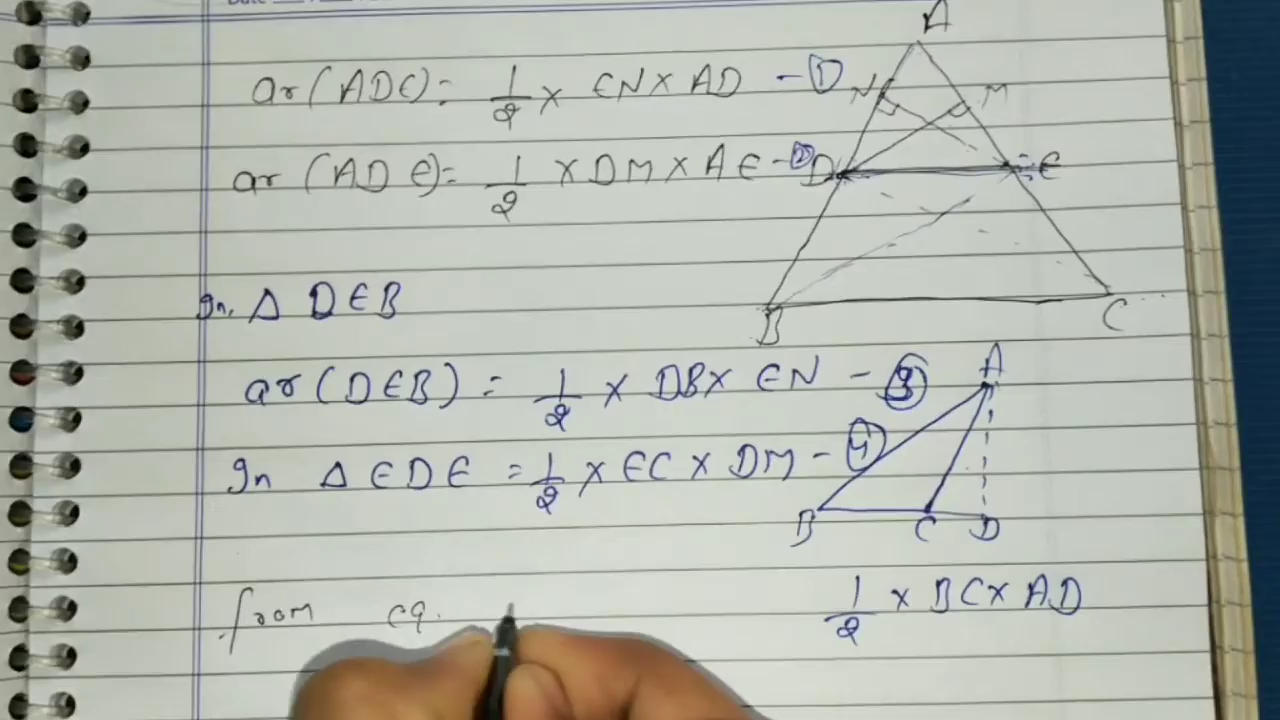 A
ar (ADE) = 1/2 × EN × AD - ①
N M
ar (ADE) = 1/2 × DM × AE - ②
D E
In, Δ DEB
B C
ar (DEB) = 1/2 × DB × EN - ③
A
In Δ EDE = 1/2 × EC × DM - ④
B C D
1/2 × BC × AD
from eq.